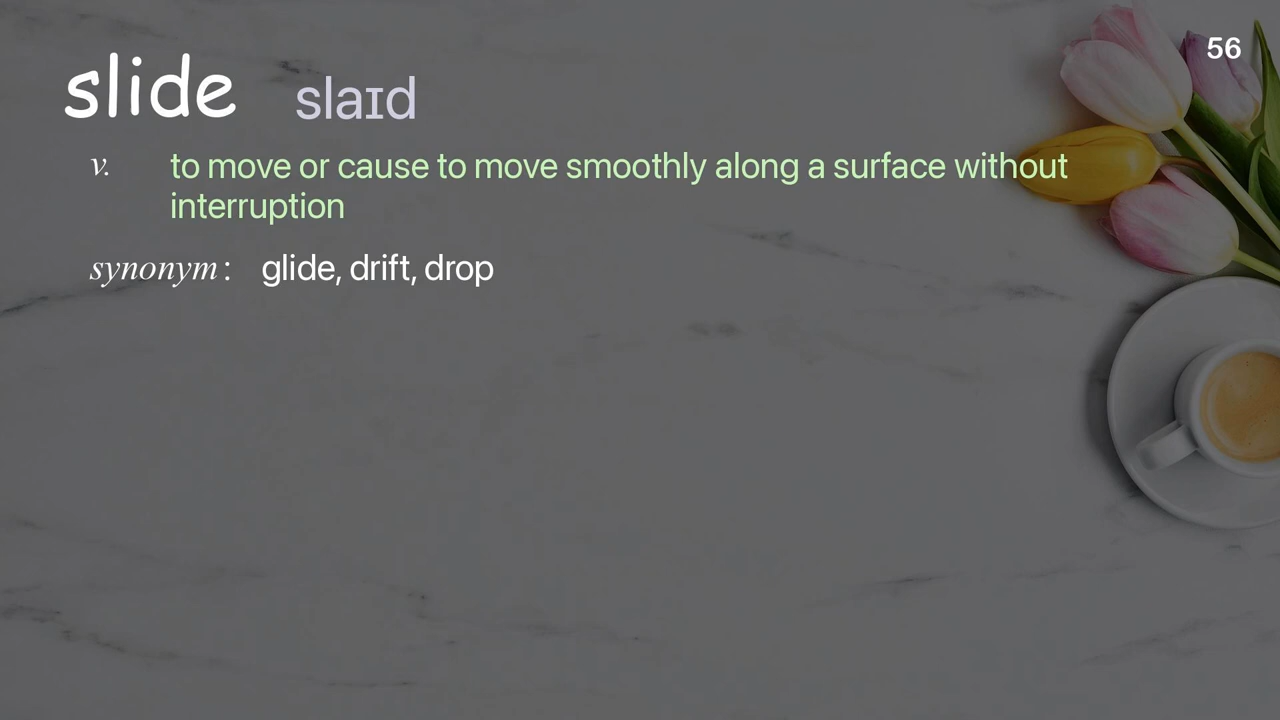 56
slide slaɪd
v. to move or cause to move smoothly along a surface without
interruption
synonym : glide, drift, drop